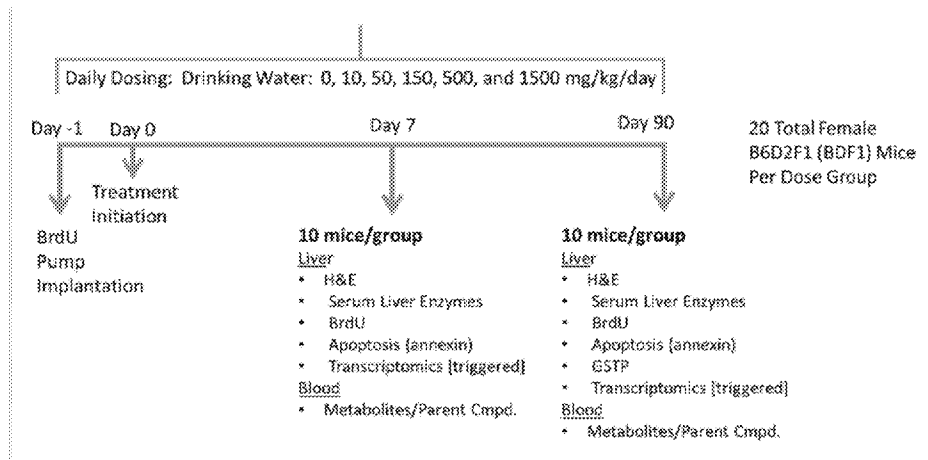 Daily Dosing: Drinking Water: 0, 10, 50, 150, 500, and 1500 mg/kg/day
Day -1
Day 0
Day 7
Day 90
20 Total Female
B6D2F1 (BDF1) Mice
Per Dose Group
Treatment
Initiation
BrdU
Pump
Implantation
10 mice/group
Liver
• H&E
• Serum Liver Enzymes
• BrdU
• Apoptosis (annexin)
• Transcriptomics [triggered]
Blood
• Metabolites/Parent Cmpd.
10 mice/group
Liver
• H&E
• Serum Liver Enzymes
• BrdU
• Apoptosis (annexin)
• GSTP
• Transcriptomics [triggered]
Blood
• Metabolites/Parent Cmpd.